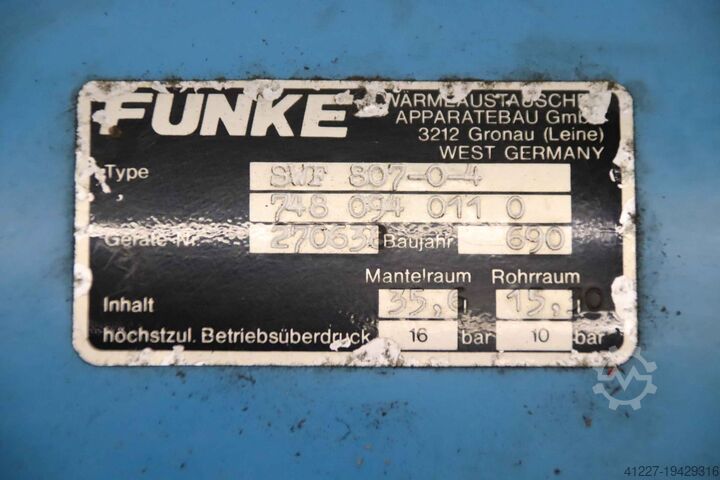 FUNKE
WÄRMEAUSTAUSCHER
APPARATEBAU GmbH
3212 Gronau (Leine)
WEST GERMANY
Type SWF 807-0-4
748 094 011 0
Geräte Nr. Baujahr 690
Mantelraum Rohrraum
Inhalt 35,6
höchstzul. Betriebsüberdruck 16 bar 10 bar
41227-19429316